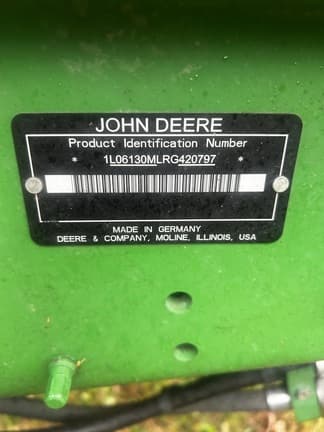 JOHN DEERE
Product Identification Number
* 1L06130MLRG420797 *
MADE IN GERMANY
DEERE & COMPANY, MOLINE, ILLINOIS, USA